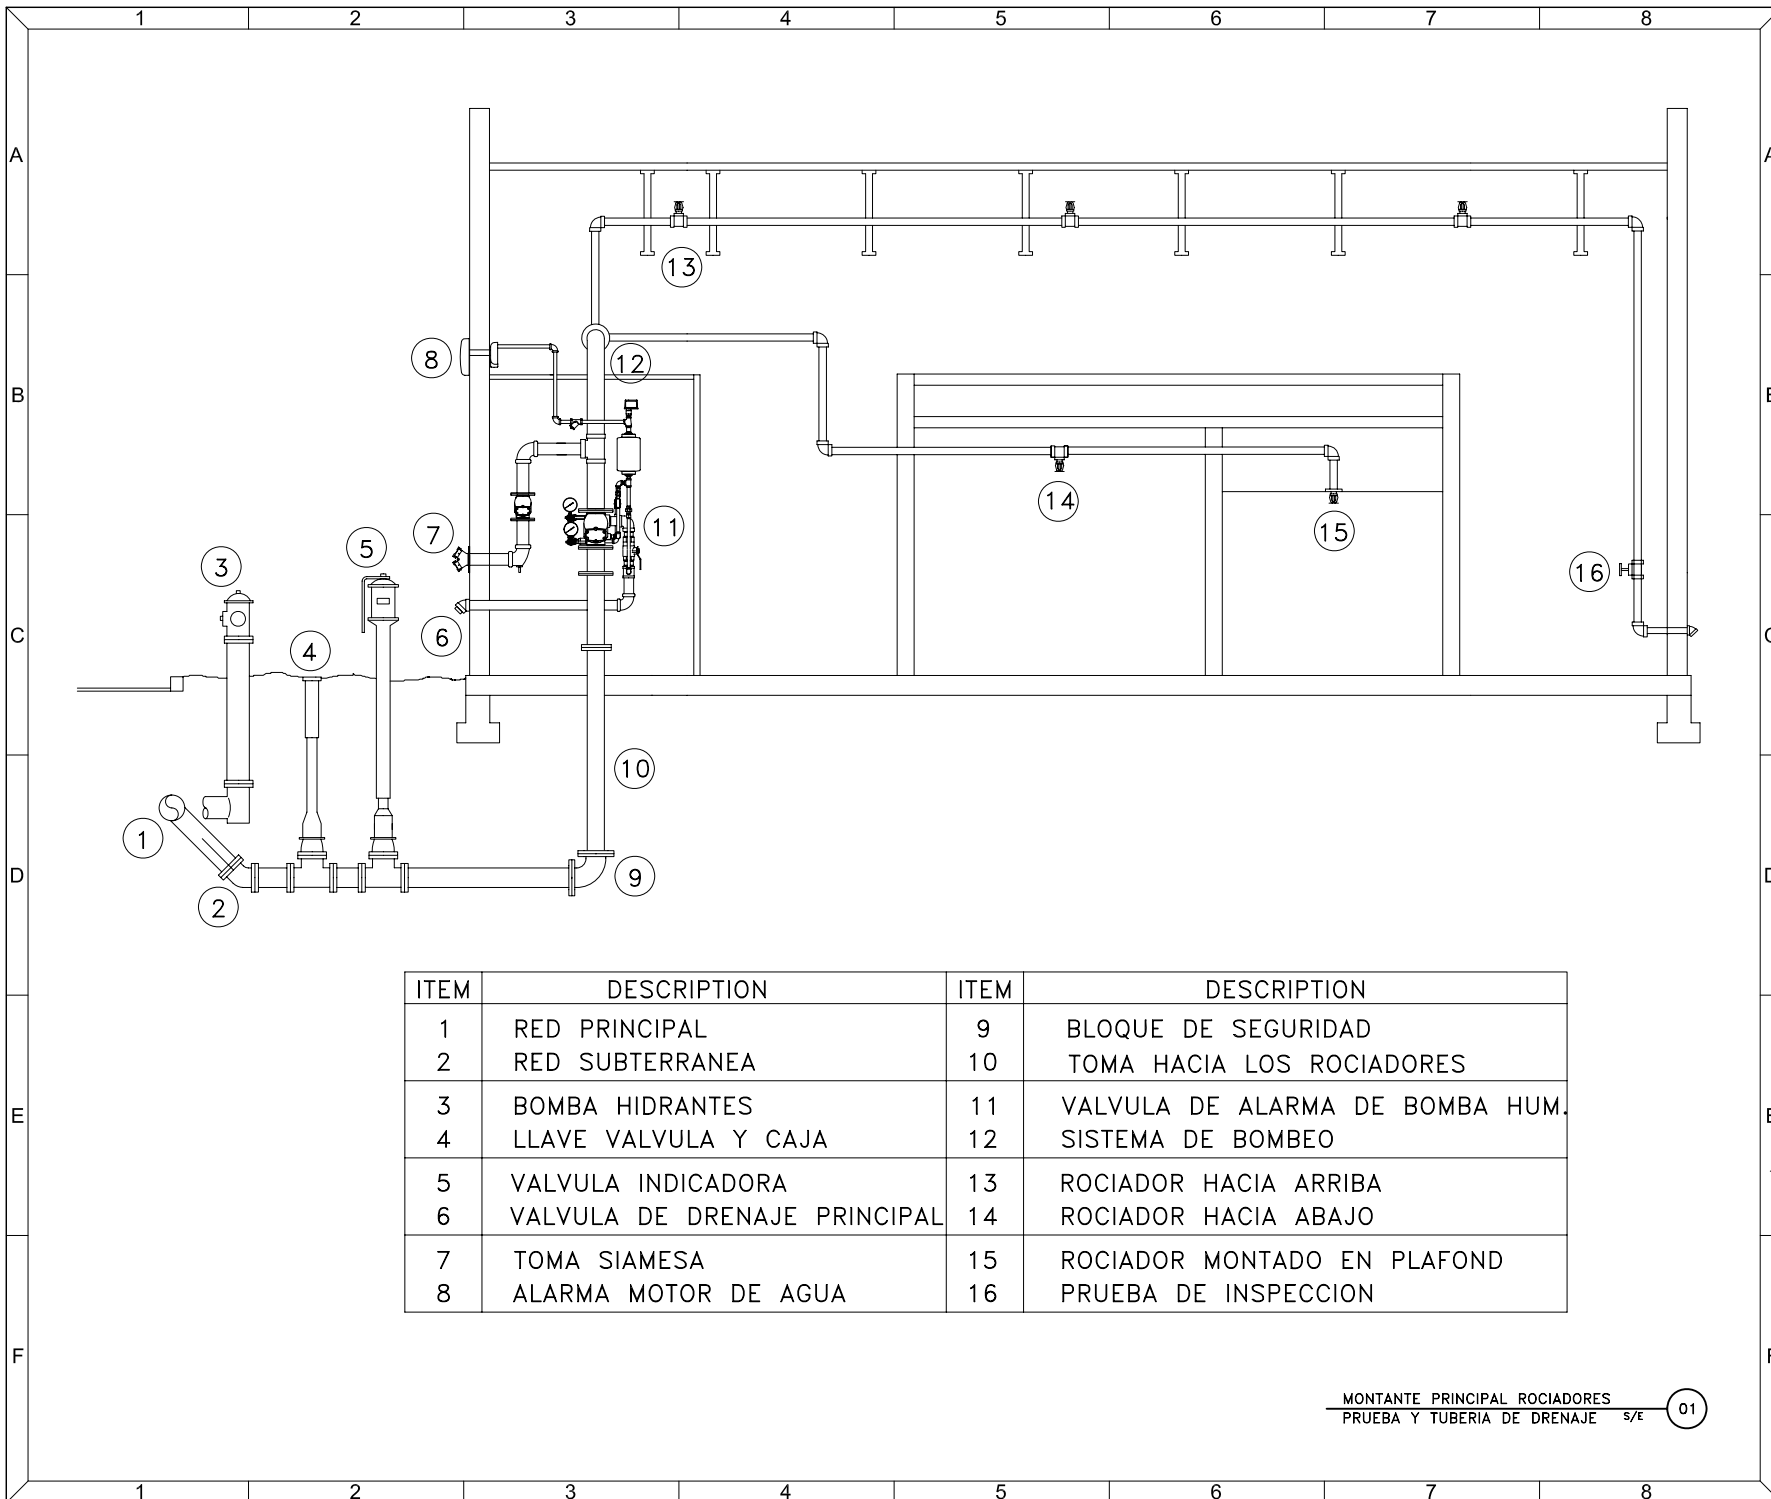 1 2 3 4 5 6 7 8
A A
13
8 12
B
14
11
7 5 15
3 16
C 6
4
10
1
D 9
2
ITEM DESCRIPTION ITEM DESCRIPTION
1 RED PRINCIPAL 9 BLOQUE DE SEGURIDAD
2 RED SUBTERRANEA 10 TOMA HACIA LOS ROCIADORES
3 BOMBA HIDRANTES 11 VALVULA DE ALARMA DE BOMBA HUM.
4 LLAVE VALVULA Y CAJA 12 SISTEMA DE BOMBEO
5 VALVULA INDICADORA 13 ROCIADOR HACIA ARRIBA
6 VALVULA DE DRENAJE PRINCIPAL 14 ROCIADOR HACIA ABAJO
7 TOMA SIAMESA 15 ROCIADOR MONTADO EN PLAFOND
8 ALARMA MOTOR DE AGUA 16 PRUEBA DE INSPECCION
E
F
MONTANTE PRINCIPAL ROCIADORES
PRUEBA Y TUBERIA DE DRENAJE S/E 01
1 2 3 4 5 6 7 8